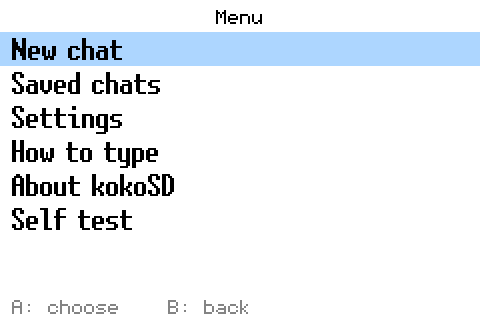 Menu
New chat
Saved chats
Settings
How to type
About kokoSD
Self test
A: choose    B: back